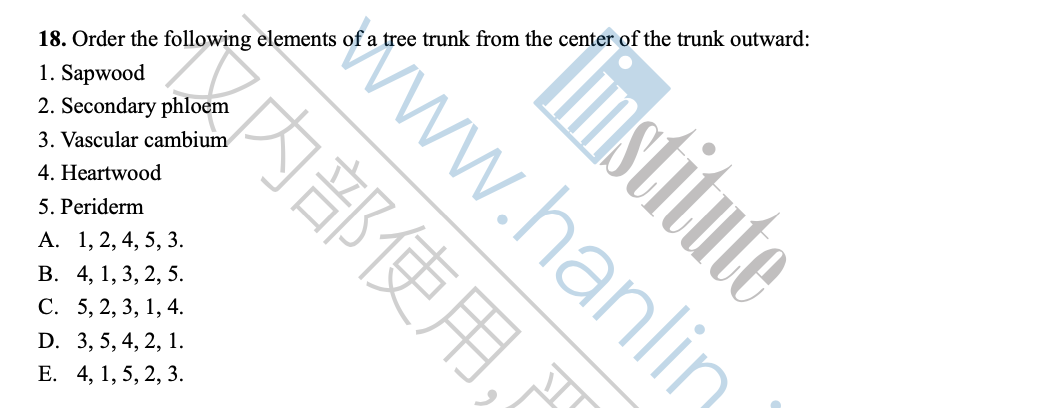 18. Order the following elements of a tree trunk from the center of the trunk outward:
1. Sapwood
2. Secondary phloem
3. Vascular cambium
4. Heartwood
5. Periderm
A. 1, 2, 4, 5, 3.
B. 4, 1, 3, 2, 5.
C. 5, 2, 3, 1, 4.
D. 3, 5, 4, 2, 1.
E. 4, 1, 5, 2, 3.
仅内部使用,严
www.hanlin
linstitute